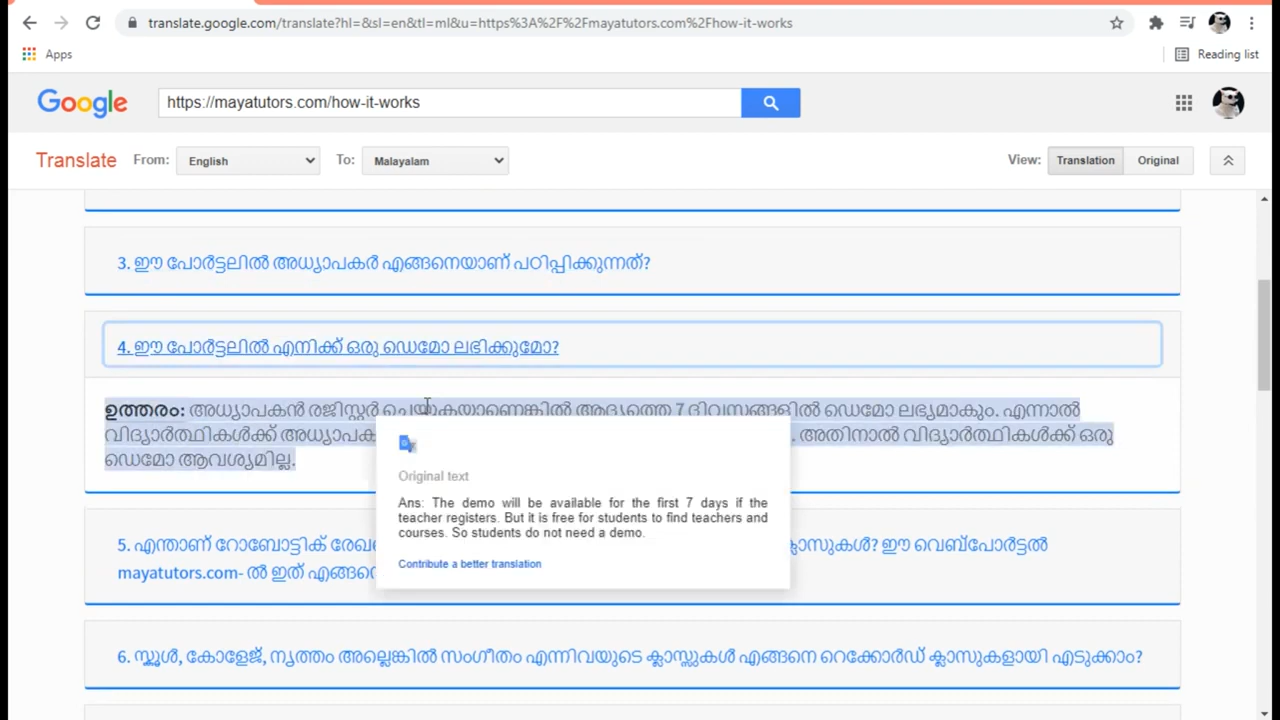 translate.google.com/translate?hl=&sl=en&tl=ml&u=https%3A%2F%2Fmayatutors.com%2Fhow-it-works
Apps
Reading list
Google
https://mayatutors.com/how-it-works
Translate
From:
English
To:
Malayalam
View:
Translation
Original
3. ഈ പോർട്ടലിൽ അധ്യാപകർ എങ്ങനെയാണ് പഠിപ്പിക്കുന്നത്?
4. ഈ പോർട്ടലിൽ എനിക്ക് ഒരു ഡെമോ ലഭിക്കുമോ?
ഉത്തരം: അധ്യാപകൻ രജിസ്റ്റർ ചെയ്യുകയാണെങ്കിൽ ആദ്യത്തെ 7 ദിവസങ്ങളിൽ ഡെമോ ലഭ്യമാകും. എന്നാൽ
വിദ്യാർത്ഥികൾക്ക് . അതിനാൽ വിദ്യാർത്ഥികൾക്ക് ഒരു
ഡെമോ ആവശ്യമില്ല.
Original text
Ans: The demo will be available for the first 7 days if the
teacher registers. But it is free for students to find teachers and
courses. So students do not need a demo.
Contribute a better translation
5. എന്താണ് റോബോട്ടിക് ഈ വെബ്‌പോർട്ടൽ
mayatutors.com- ൽ ഇത്
6. സ്കൂൾ, കോളേജ്, നൃത്തം അല്ലെങ്കിൽ സംഗീതം എന്നിവയുടെ ക്ലാസ്സുകൾ എങ്ങനെ റെക്കോർഡ് ക്ലാസുകളായി എടുക്കാം?